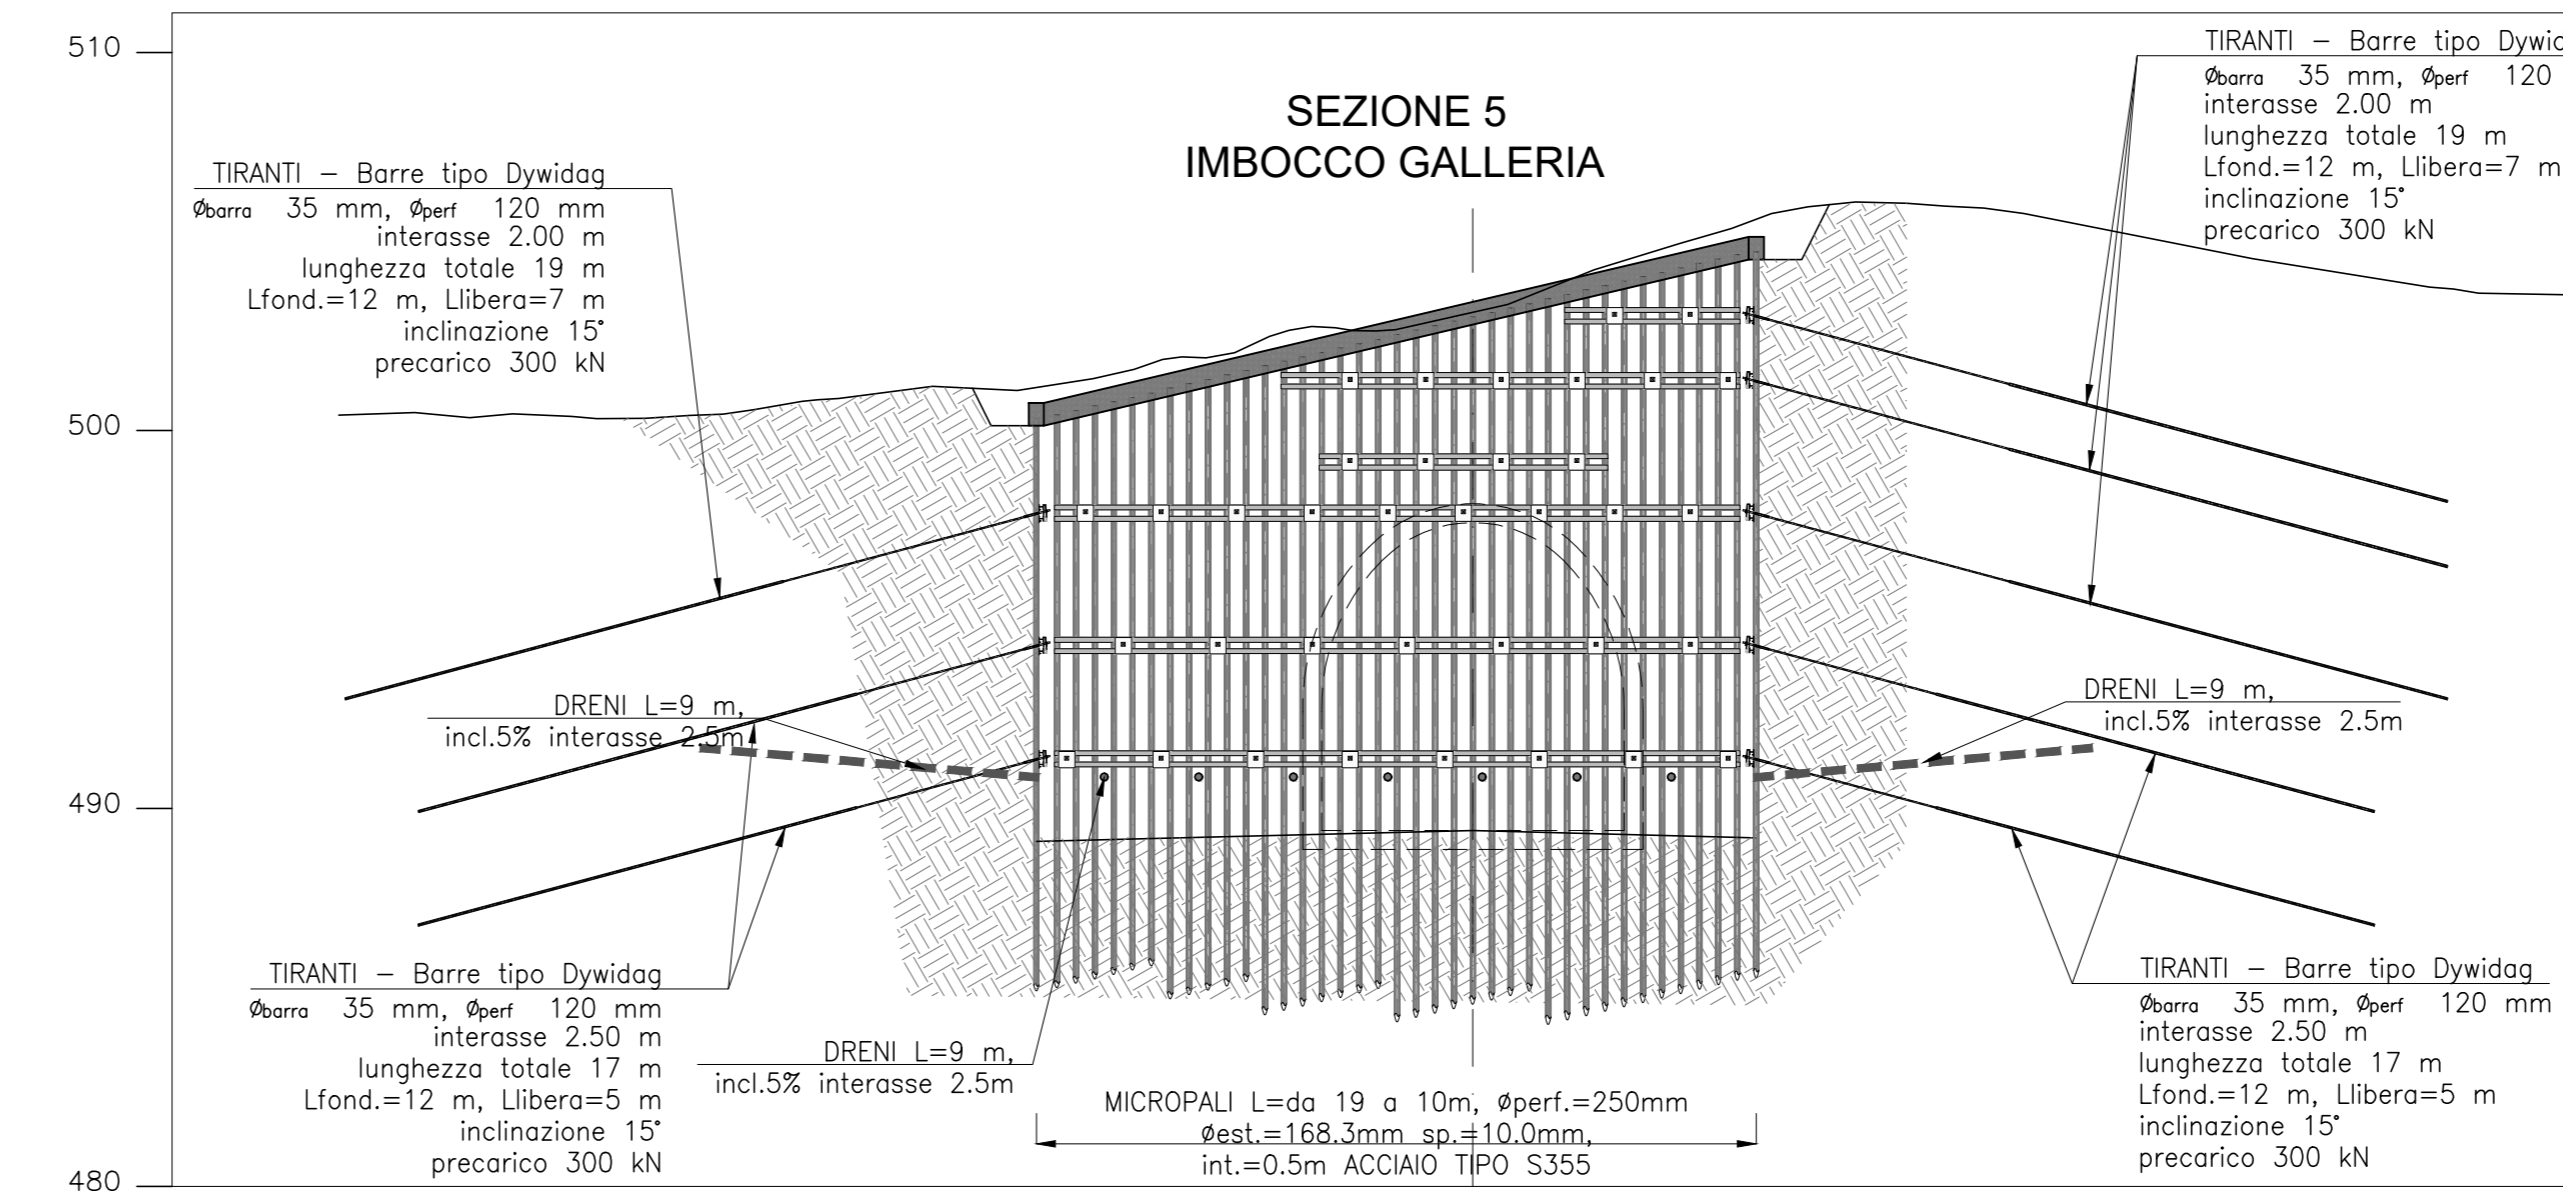 510
500
490
480
SEZIONE 5
IMBOCCO GALLERIA
TIRANTI – Barre tipo Dywidag
Øbarra 35 mm, Øperf 120 mm
interasse 2.00 m
lunghezza totale 19 m
Lfond.=12 m, Llibera=7 m
inclinazione 15°
precarico 300 kN
TIRANTI – Barre tipo
Øbarra 35 mm, Øperf 120
interasse 2.00 m
lunghezza totale 19 m
Lfond.=12 m, Llibera=7 m
inclinazione 15°
precarico 300 kN
DRENI L=9 m,
incl.5% interasse 2.5m
DRENI L=9 m,
incl.5% interasse 2.5m
TIRANTI – Barre tipo Dywidag
Øbarra 35 mm, Øperf 120 mm
interasse 2.50 m
lunghezza totale 17 m
Lfond.=12 m, Llibera=5 m
inclinazione 15°
precarico 300 kN
DRENI L=9 m,
incl.5% interasse 2.5m
MICROPALI L=da 19 a 10m, Øperf.=250mm
Øest.=168.3mm sp.=10.0mm,
int.=0.5m ACCIAIO TIPO S355
TIRANTI – Barre tipo Dywidag
Øbarra 35 mm, Øperf 120 mm
interasse 2.50 m
lunghezza totale 17 m
Lfond.=12 m, Llibera=5 m
inclinazione 15°
precarico 300 kN